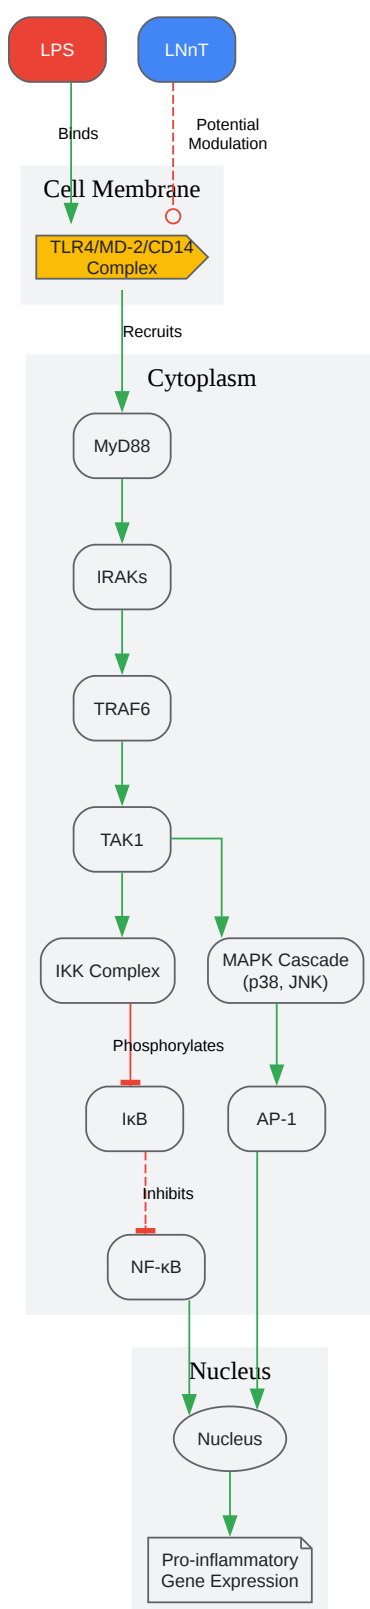 LPS
LNnT
Binds
Potential
Modulation
Cell Membrane
TLR4/MD-2/CD14
Complex
Recruits
Cytoplasm
MyD88
IRAKs
TRAF6
TAK1
IKK Complex
MAPK Cascade
(p38, JNK)
Phosphorylates
IκB
AP-1
Inhibits
NF-κB
Nucleus
Nucleus
Pro-inflammatory
Gene Expression